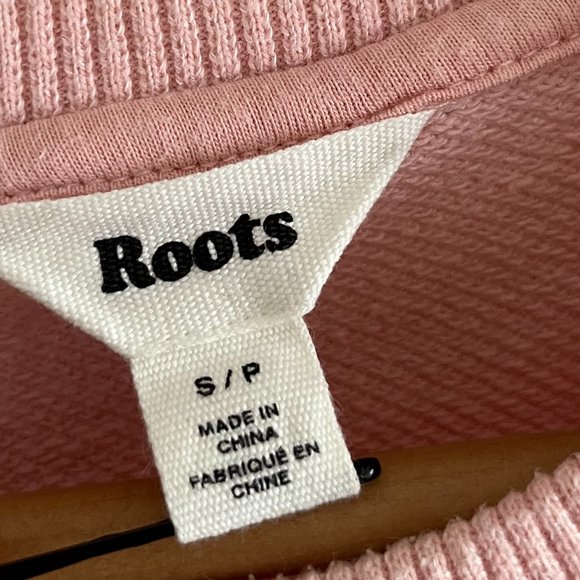 Roots
S / P
MADE IN
CHINA
FABRIQUÉ EN
CHINE